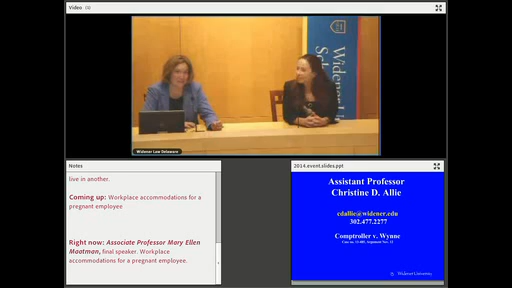 Video (1)
Widener
Widener Law Delaware
Notes
live in another.
Coming up: Workplace accommodations for a
pregnant employee
Right now: Associate Professor Mary Ellen
Maatman, final speaker. Workplace
accommodations for a pregnant employee.
2014.event.slides.ppt
Assistant Professor
Christine D. Allie
cdallie@widener.edu
302.477.2277
Comptroller v. Wynne
Widener University